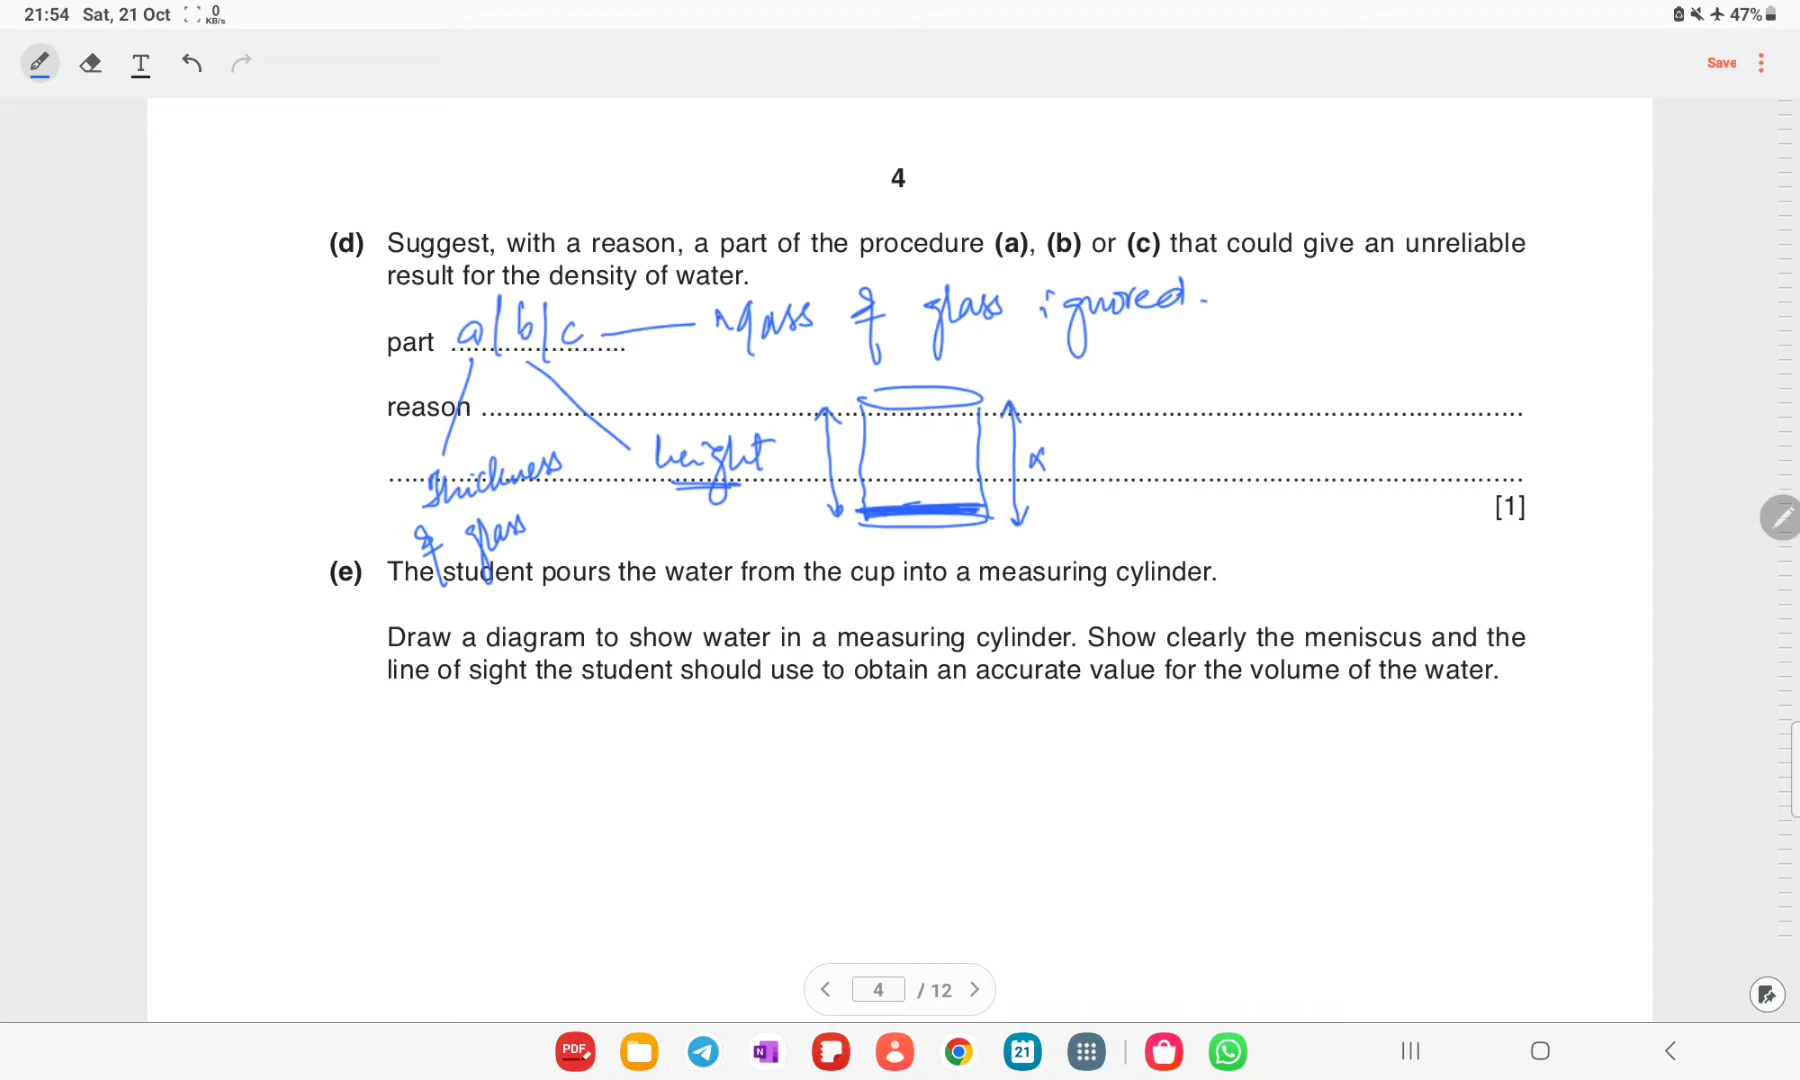 21:54 Sat, 21 Oct 0 KB/s 47%
T Save
4
(d) Suggest, with a reason, a part of the procedure (a), (b) or (c) that could give an unreliable
result for the density of water.
part a/b/c — mass of glass ignored.
reason
thickness height
of glass
[1]
(e) The student pours the water from the cup into a measuring cylinder.
Draw a diagram to show water in a measuring cylinder. Show clearly the meniscus and the
line of sight the student should use to obtain an accurate value for the volume of the water.
4 / 12
PDF N 21